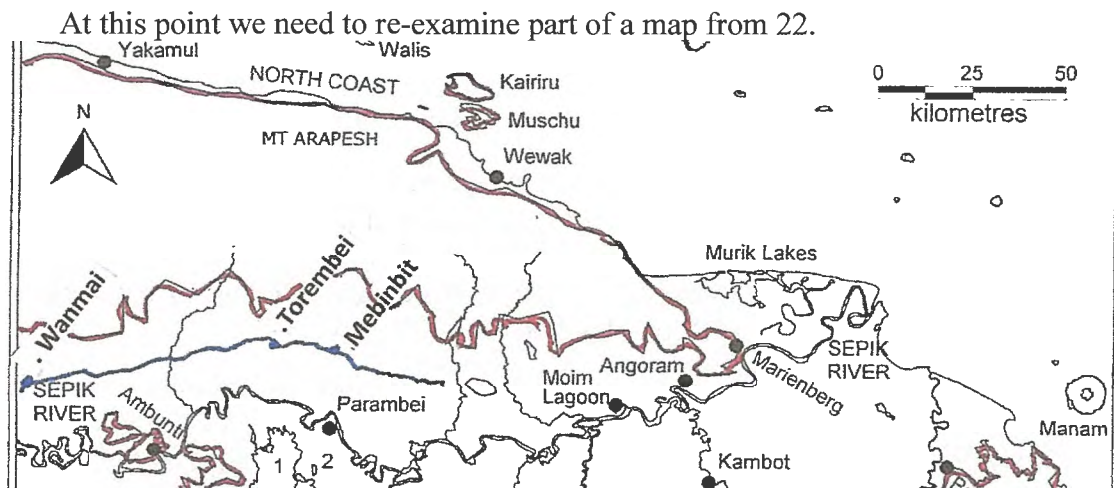 At this point we need to re-examine part of a map from 22.
Yakamul
Walis
NORTH COAST
Kairiru
0 25 50
kilometres
N
MT ARAPESH
Muschu
Wewak
Murik Lakes
Wanmai
Torembei
Mebinbit
SEPIK
RIVER
Ambunti
Parambei
Moim
Lagoon
Angoram
Marienberg
SEPIK
RIVER
Manam
1 2
Kambot